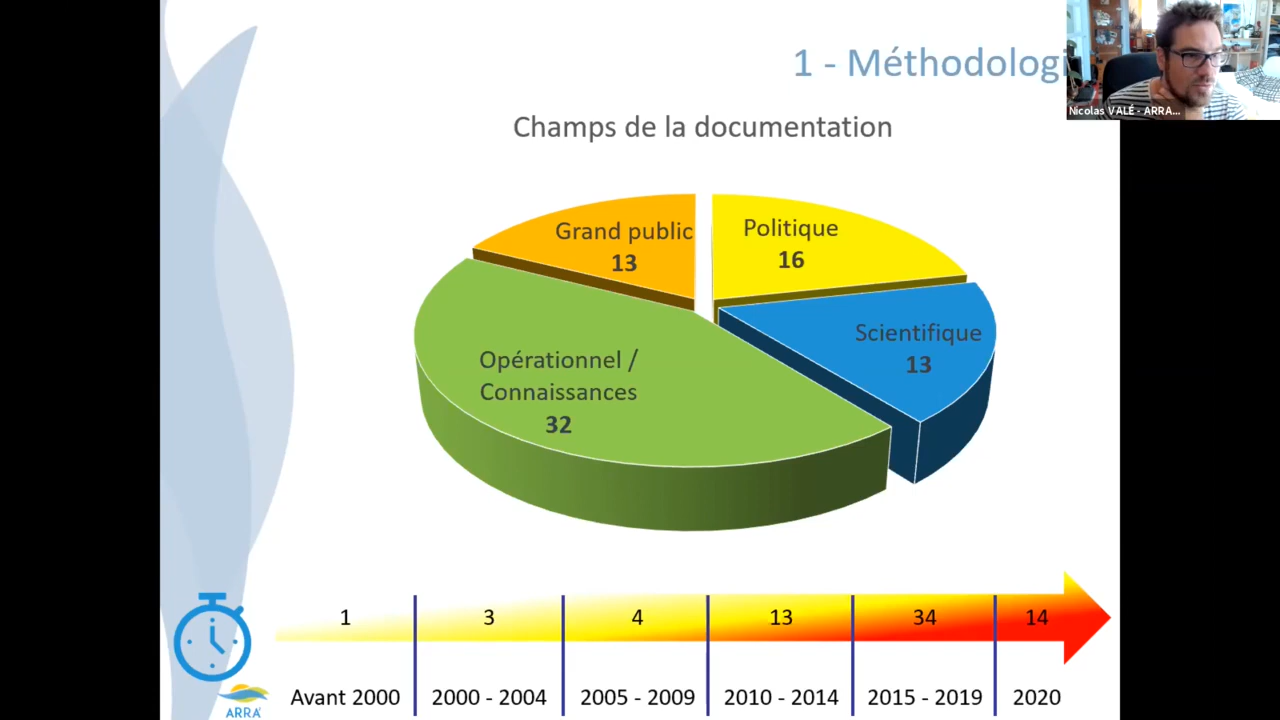 1 - Méthodologi
Nicolas VALÉ - ARRA...
Champs de la documentation
Grand public
13
Politique
16
Scientifique
13
Opérationnel /
Connaissances
32
1 3 4 13 34 14
Avant 2000 2000 - 2004 2005 - 2009 2010 - 2014 2015 - 2019 2020
ARRA